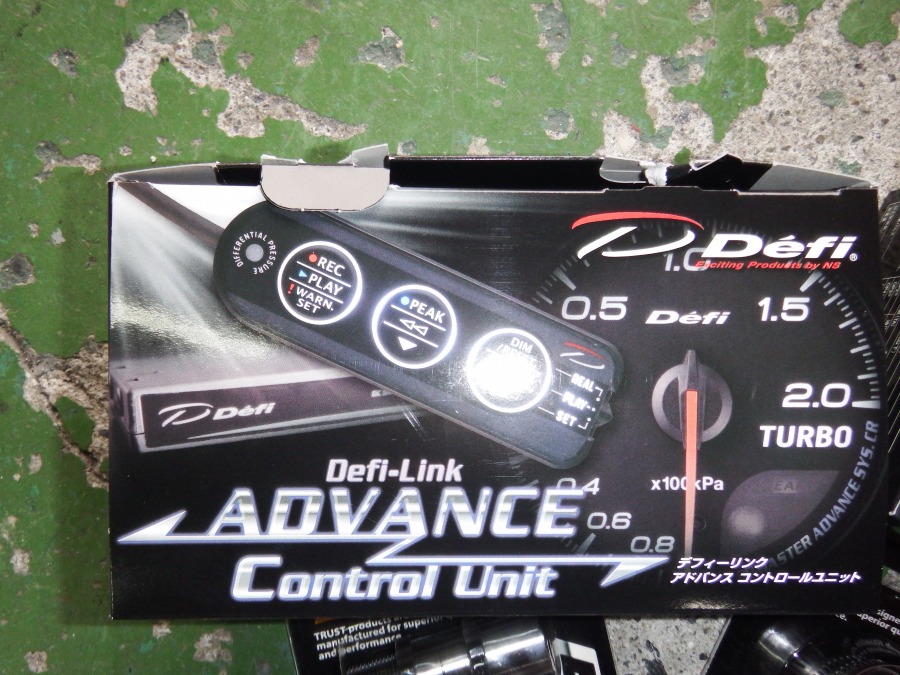 DIFFERENTIAL PRESSURE
REC
PLAY
! WARN.
SET
PEAK
DIM
REAL
PLAY
SET
Défi®
Exciting Products by NS
1.0
0.5
Défi
1.5
2.0
TURBO
x100kPa
0.4
0.6
0.8
Défi
Defi-Link
ADVANCE
Control Unit
デフィーリンク
アドバンス コントロールユニット
ADVANCE SYS. CR
TRUST-products
manufactured for
and performance